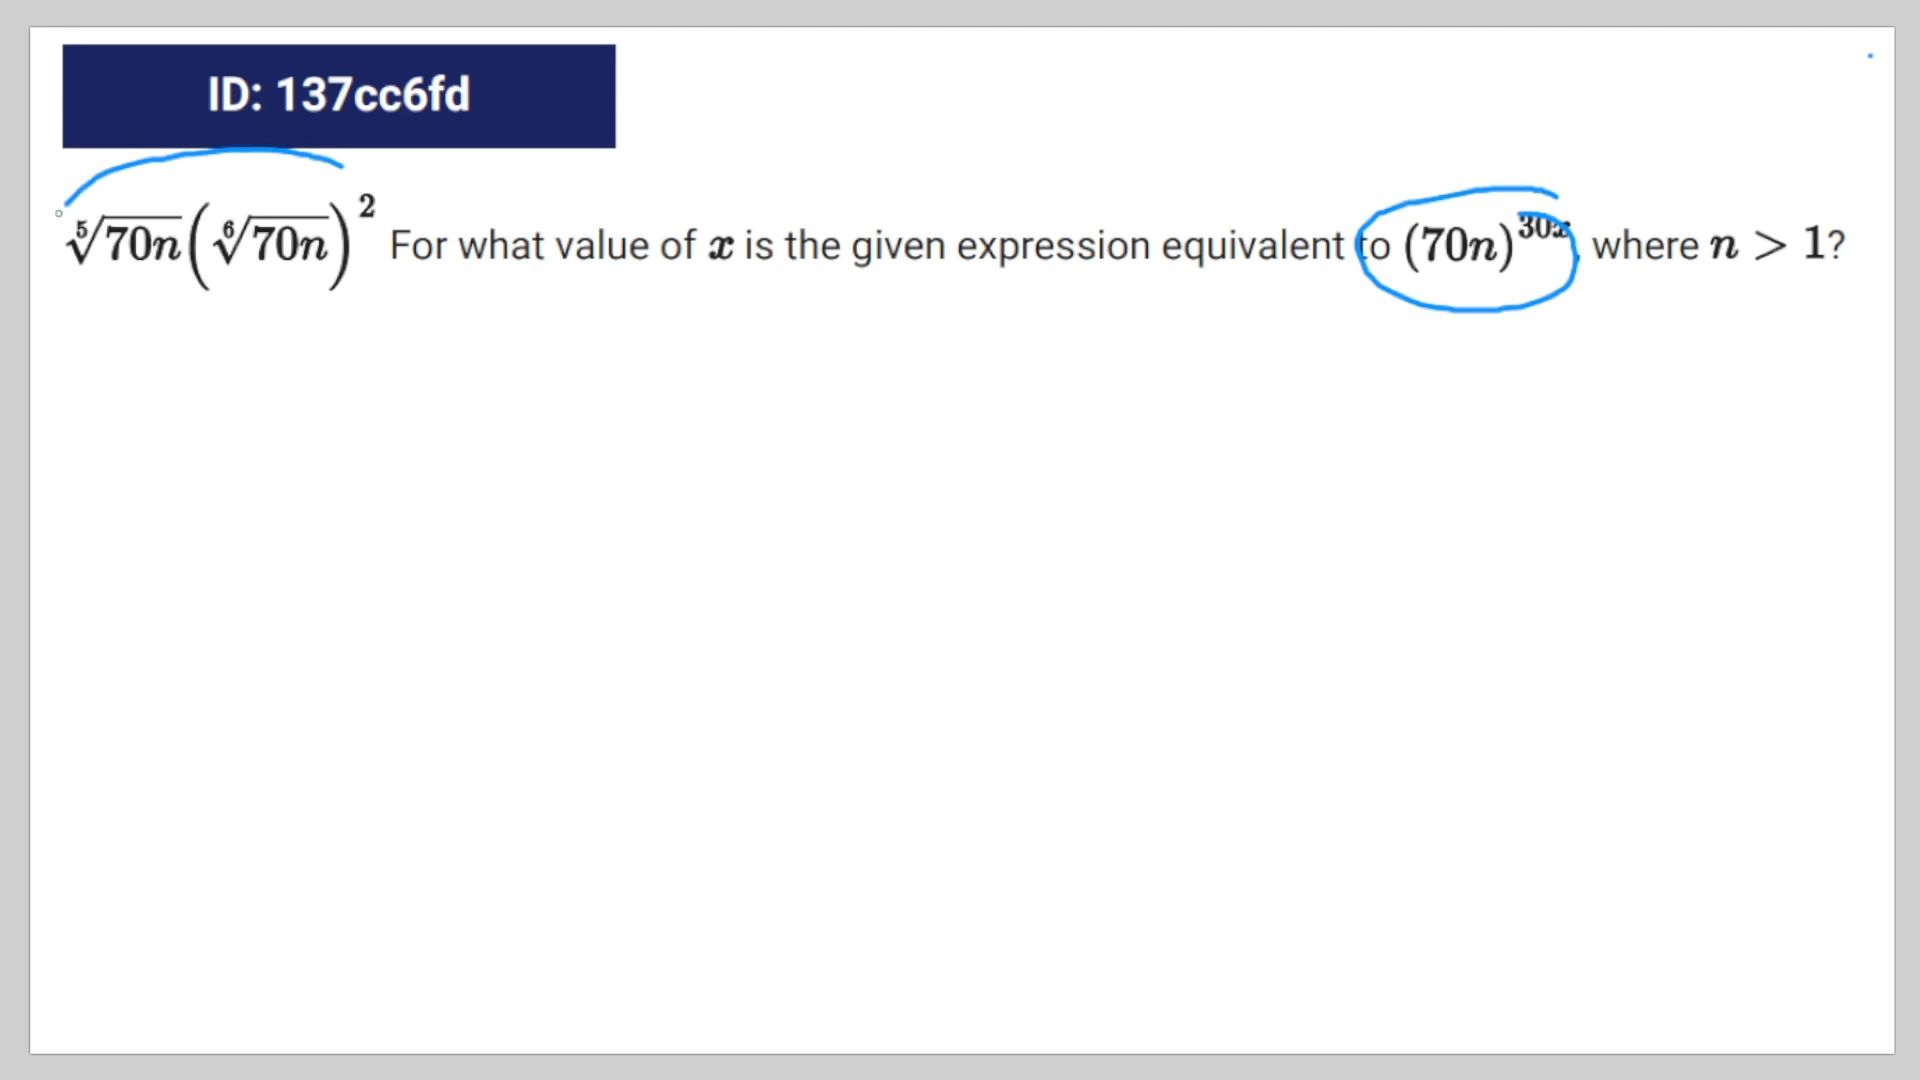 ID: 137cc6fd
⁵√70n(⁶√70n)² For what value of x is the given expression equivalent to (70n)³⁰ˣ, where n > 1?